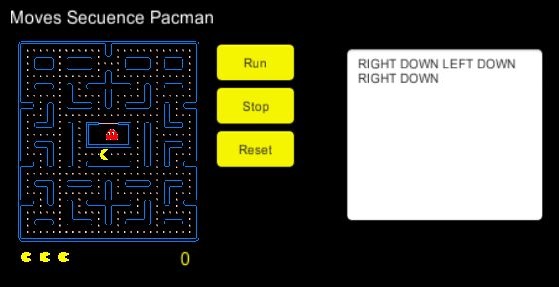 Moves Secuence Pacman
Run
Stop
Reset
RIGHT DOWN LEFT DOWN
RIGHT DOWN
0